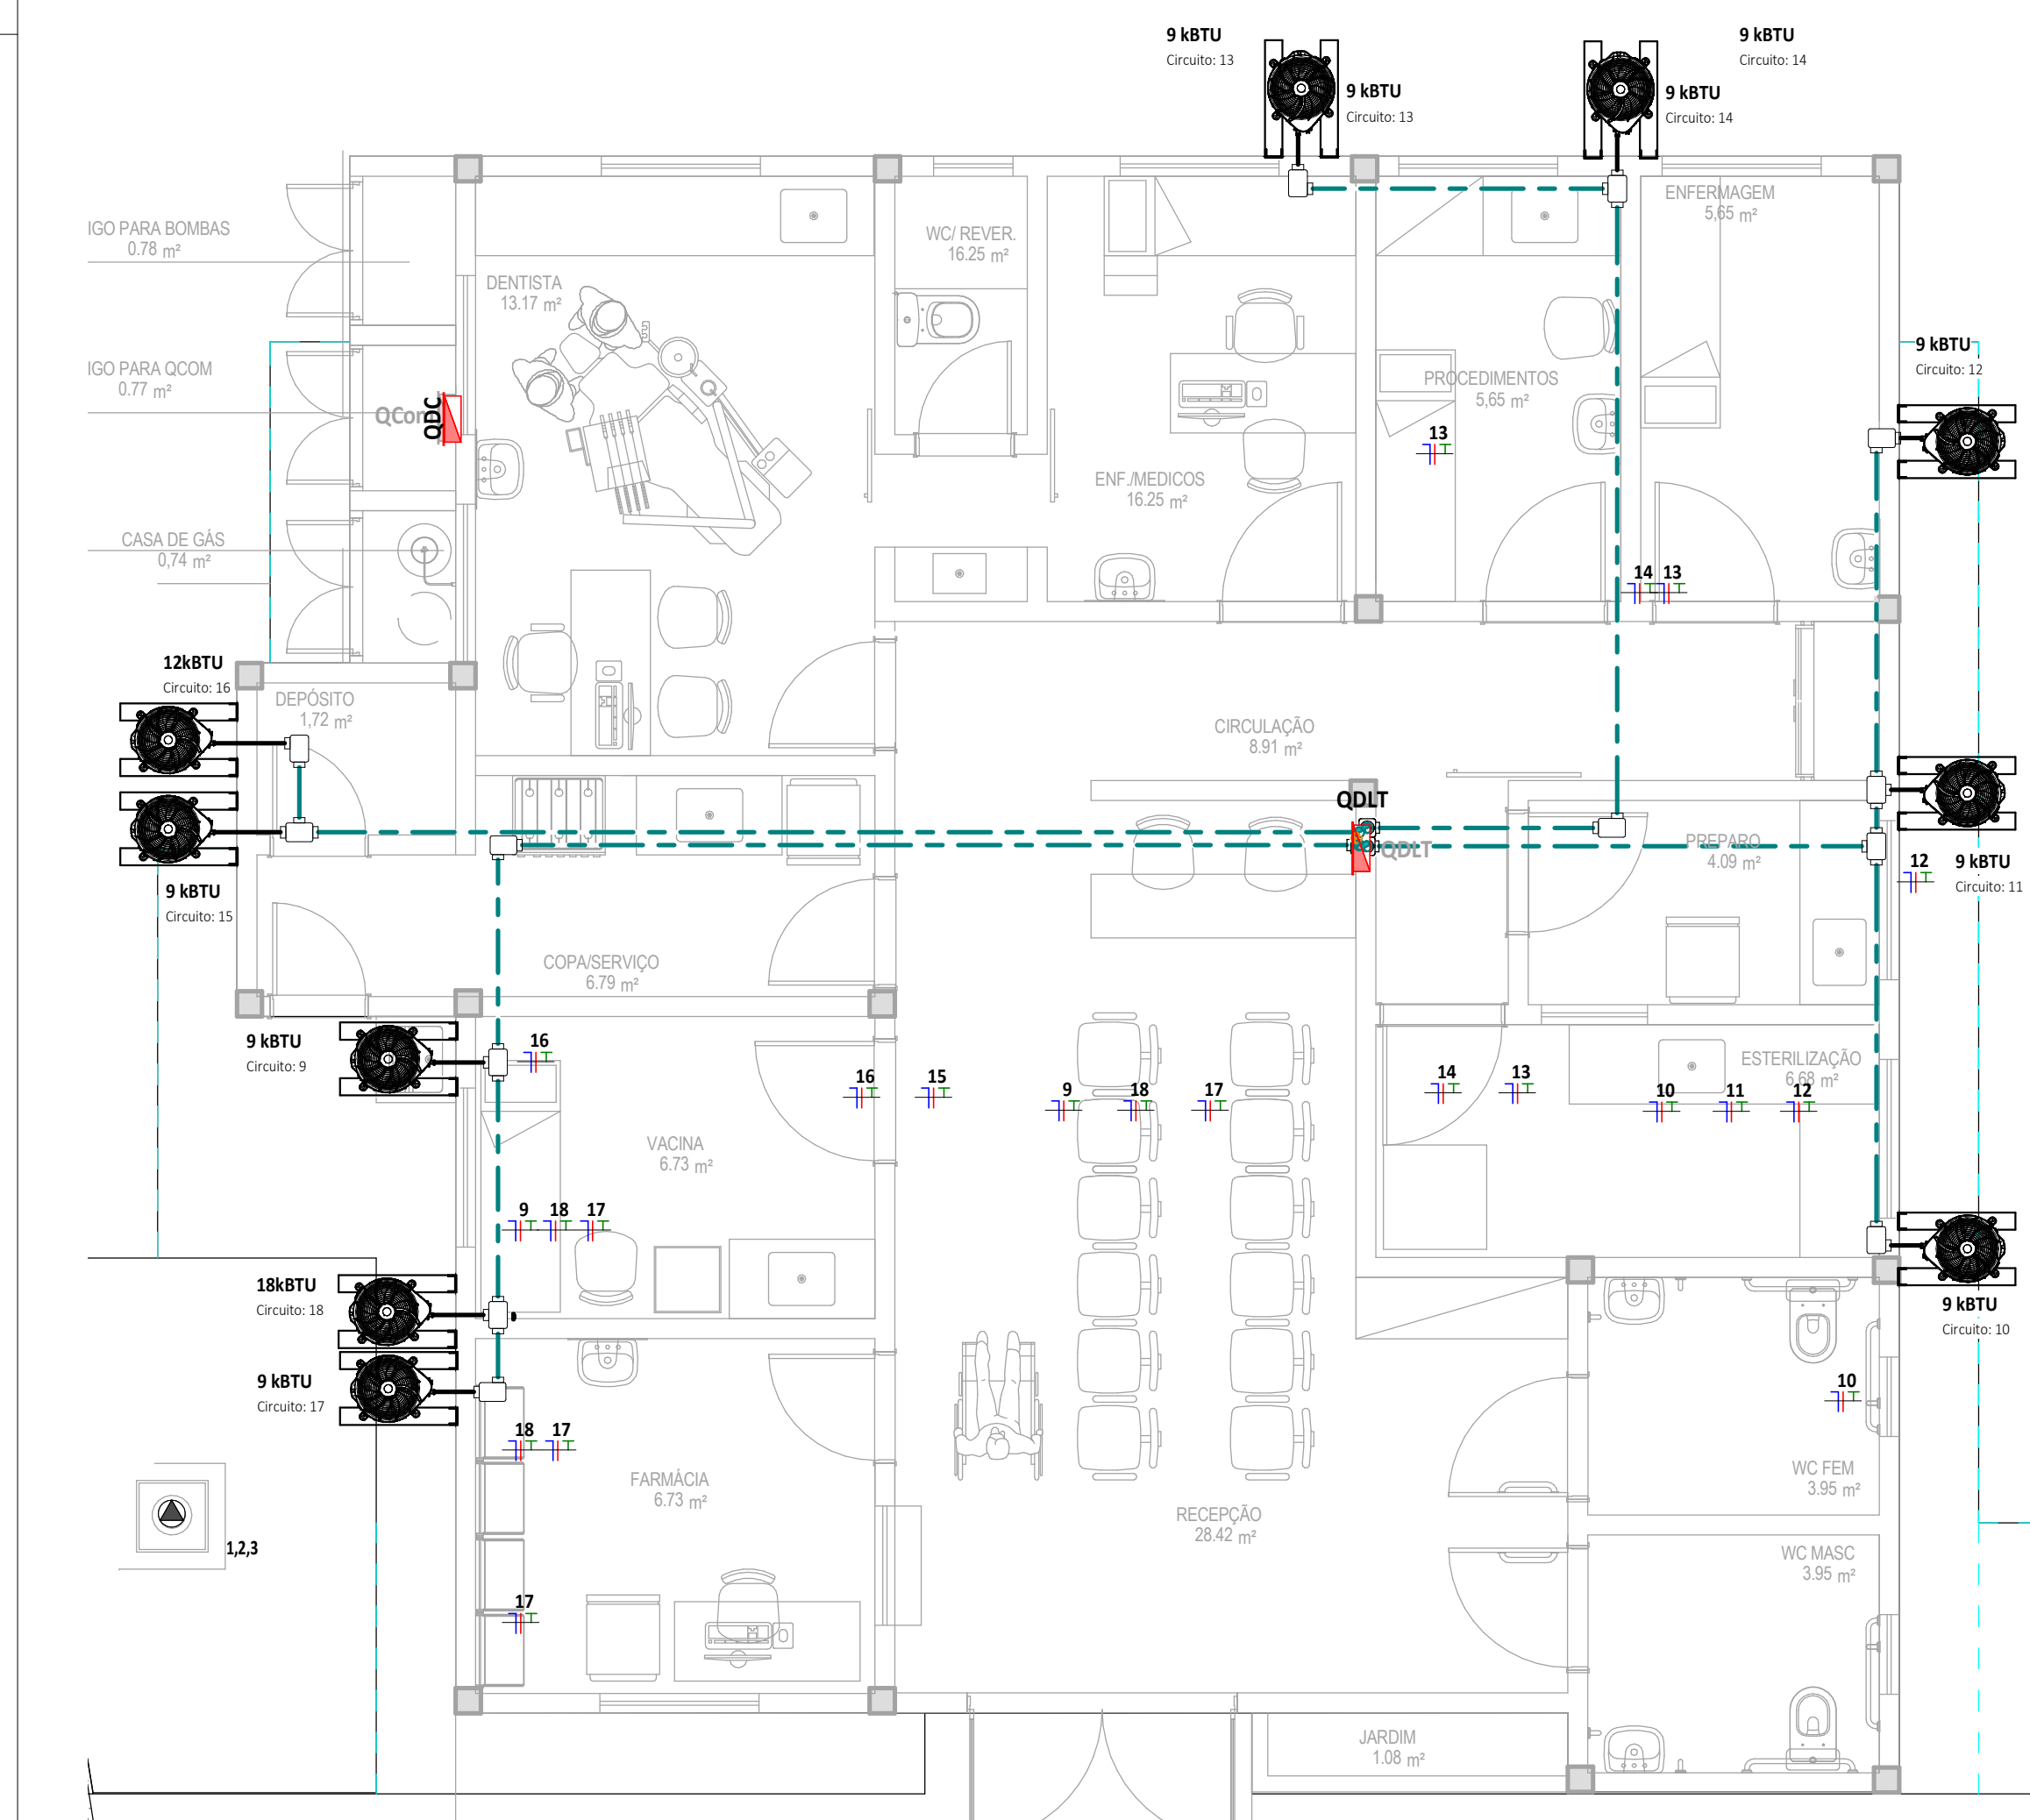 9 kBTU
Circuito: 13
9 kBTU
Circuito: 13
9 kBTU
Circuito: 14
9 kBTU
Circuito: 14
ENFERMAGEM
5,65 m²
IGO PARA BOMBAS
0.78 m²
WC/ REVER.
16.25 m²
DENTISTA
13.17 m²
9 kBTU
Circuito: 12
IGO PARA QCOM
0.77 m²
PROCEDIMENTOS
5,65 m²
QCom
QDC
13
ENF./MEDICOS
16.25 m²
CASA DE GÁS
0,74 m²
14 13
12kBTU
Circuito: 16
DEPÓSITO
1,72 m²
CIRCULAÇÃO
8.91 m²
QDLT
QDLT
PREPARO
4.09 m²
12
9 kBTU
Circuito: 11
9 kBTU
Circuito: 15
COPA/SERVIÇO
6.79 m²
9 kBTU
Circuito: 9
16
ESTERILIZAÇÃO
6,68 m²
16 15 9 18 17 14 13 10 11 12
VACINA
6.73 m²
9 18 17
18kBTU
Circuito: 18
9 kBTU
Circuito: 10
9 kBTU
Circuito: 17
10
18 17
FARMÁCIA
6.73 m²
WC FEM
3.95 m²
RECEPÇÃO
28.42 m²
1,2,3
WC MASC
3.95 m²
17
JARDIM
1.08 m²